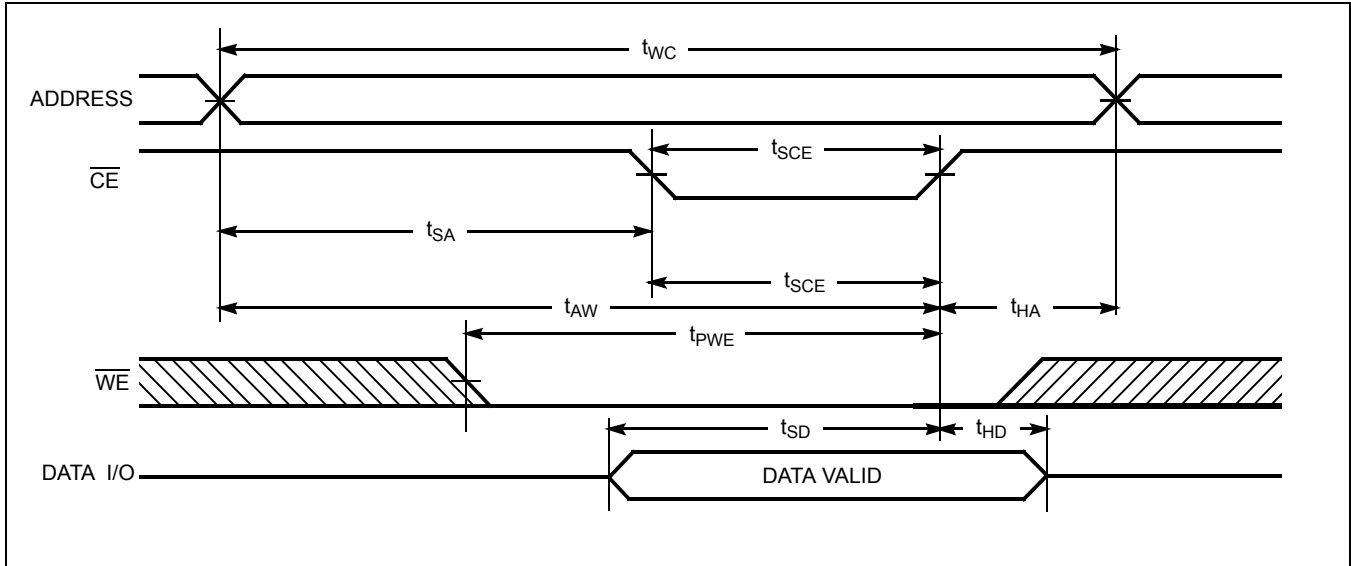 tWC
ADDRESS
tSCE
CE
tSA
tSCE
tAW
tHA
tPWE
WE
tSD
tHD
DATA I/O
DATA VALID